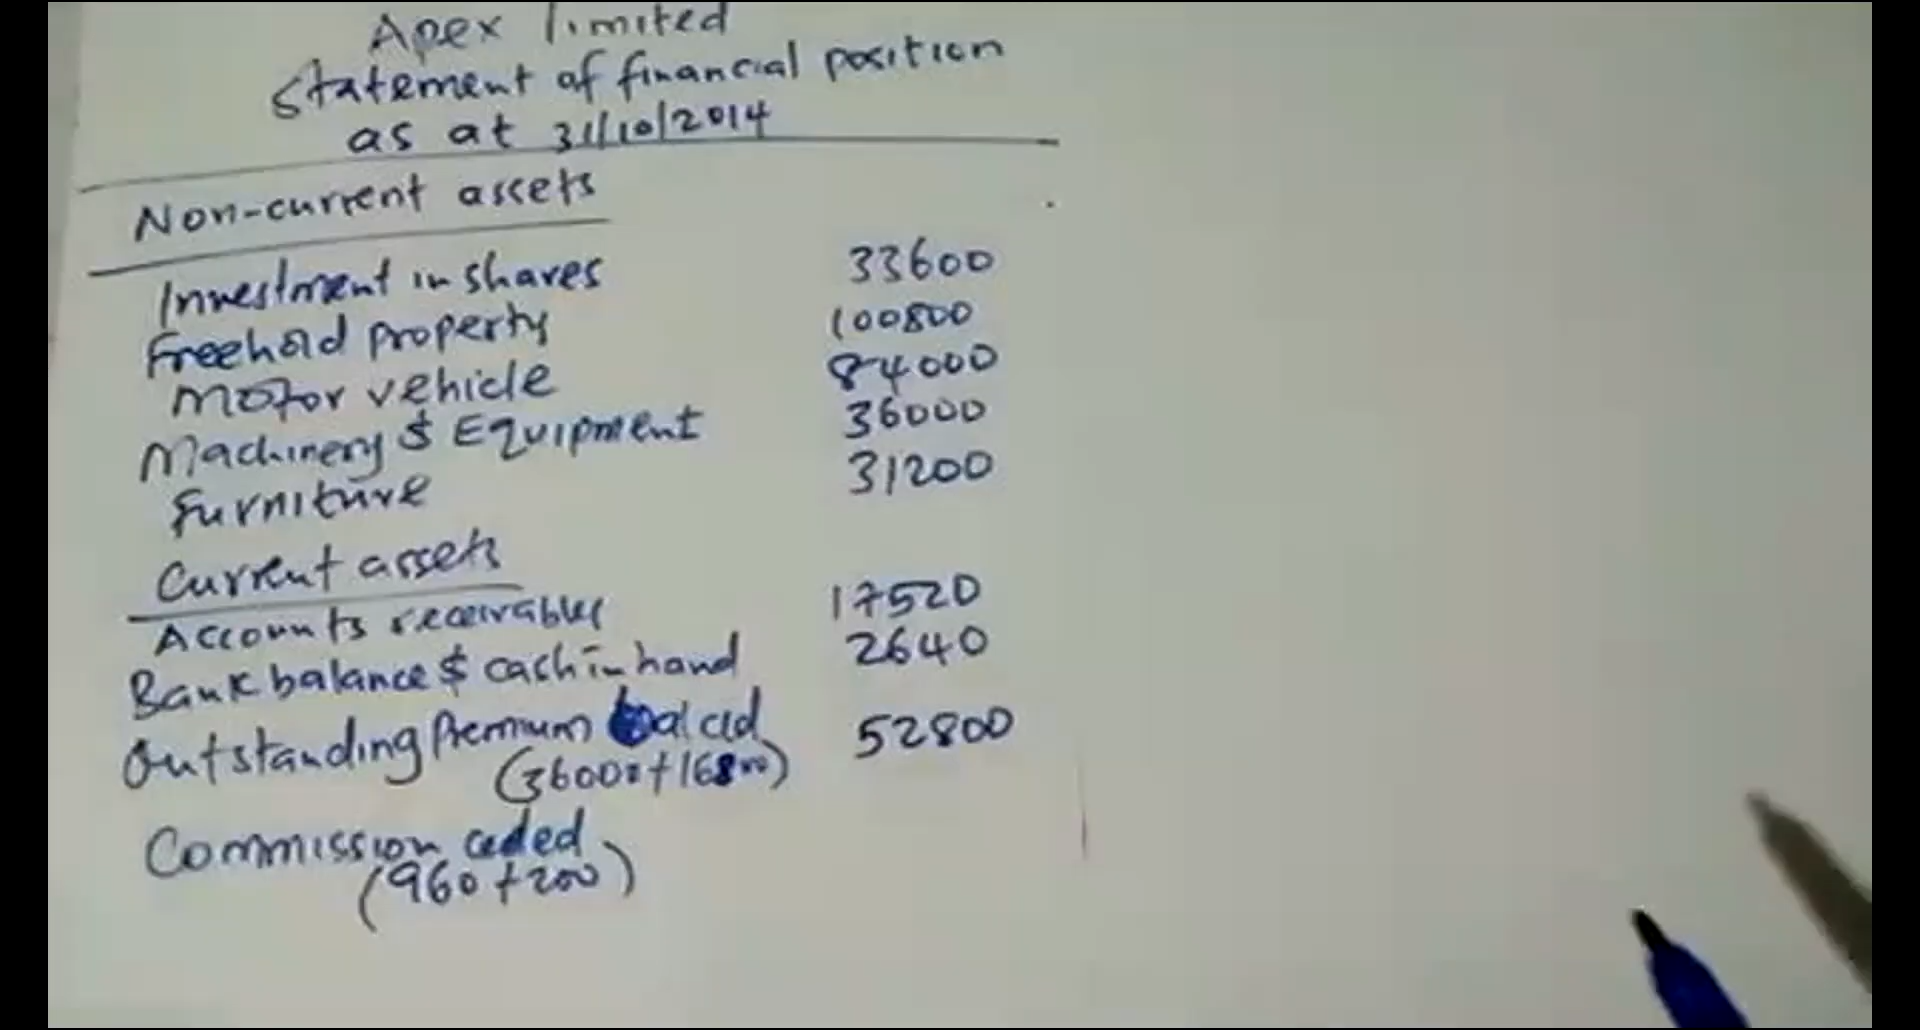 Apex limited
Statement of financial position
as at 31/10/2014
Non-current assets
Investment in shares 33600
Freehold property 100800
Motor vehicle 84000
Machinery $ Equipment 36000
Furniture 31200
Current assets
Accounts receivables 17520
Bank balance $ cash in hand 2640
Outstanding Premium bal c/d 52800
(36000+16800)
Commission ceded
(960+200)